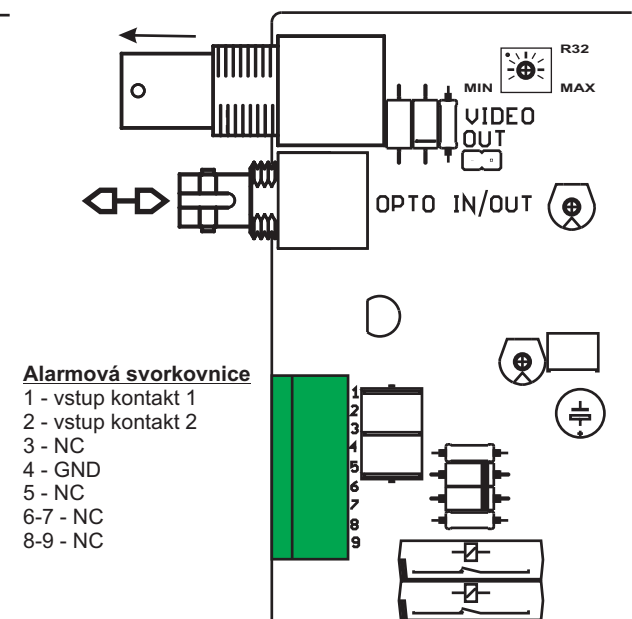 R32
MIN MAX
VIDEO
OUT
OPTO IN/OUT
Alarmová svorkovnice
1 - vstup kontakt 1
2 - vstup kontakt 2
3 - NC
4 - GND
5 - NC
6-7 - NC
8-9 - NC
1
2
3
4
5
6
7
8
9